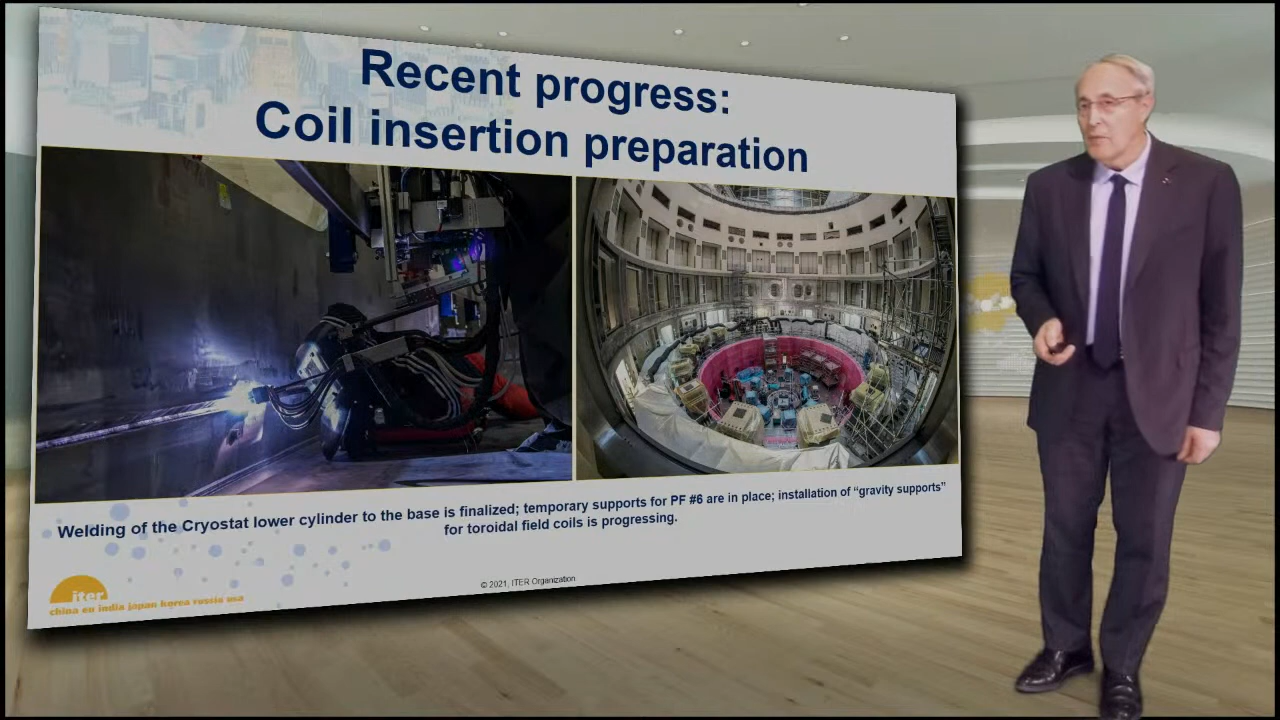 Recent progress:
Coil insertion preparation
Welding of the Cryostat lower cylinder to the base is finalized; temporary supports for PF #6 are in place; installation of “gravity supports”
for toroidal field coils is progressing.
© 2021, ITER Organization
iter
china eu india japan korea russia usa